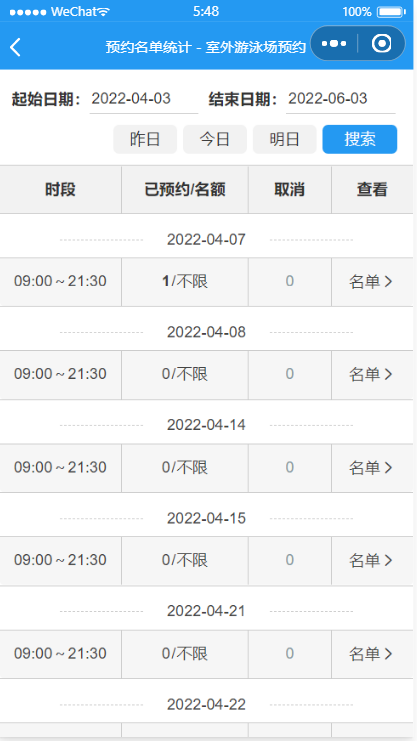 WeChat 5:48 100%
预约名单统计 - 室外游泳场预约
起始日期: 2022-04-03 结束日期: 2022-06-03
昨日 今日 明日 搜索
时段 已预约/名额 取消 查看
2022-04-07
09:00～21:30 1/不限 0 名单
2022-04-08
09:00～21:30 0/不限 0 名单
2022-04-14
09:00～21:30 0/不限 0 名单
2022-04-15
09:00～21:30 0/不限 0 名单
2022-04-21
09:00～21:30 0/不限 0 名单
2022-04-22